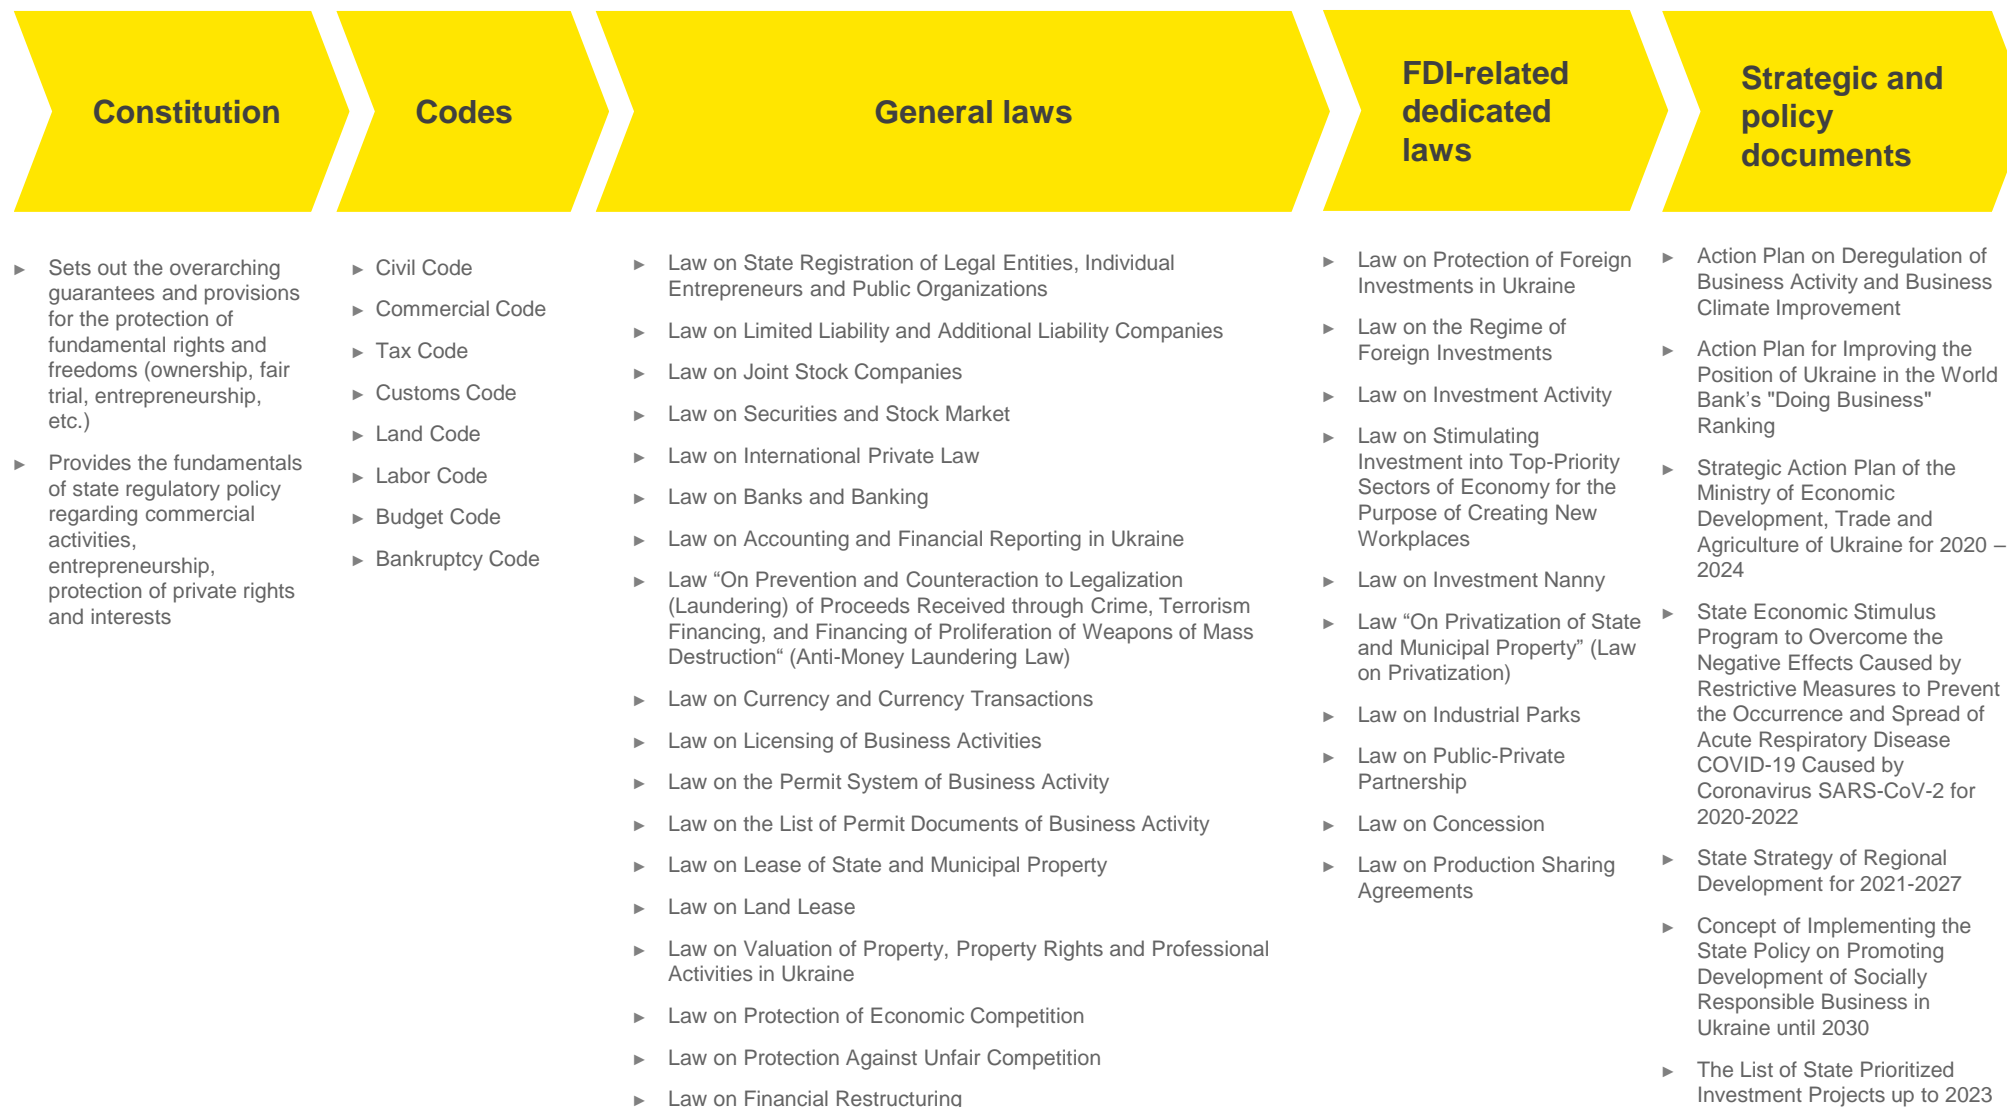 Constitution
► Sets out the overarching
guarantees and provisions
for the protection of
fundamental rights and
freedoms (ownership, fair
trial, entrepreneurship,
etc.)
► Provides the fundamentals
of state regulatory policy
regarding commercial
activities,
entrepreneurship,
protection of private rights
and interests
Codes
► Civil Code
► Commercial Code
► Tax Code
► Customs Code
► Land Code
► Labor Code
► Budget Code
► Bankruptcy Code
General laws
► Law on State Registration of Legal Entities, Individual
Entrepreneurs and Public Organizations
► Law on Limited Liability and Additional Liability Companies
► Law on Joint Stock Companies
► Law on Securities and Stock Market
► Law on International Private Law
► Law on Banks and Banking
► Law on Accounting and Financial Reporting in Ukraine
► Law “On Prevention and Counteraction to Legalization
(Laundering) of Proceeds Received through Crime, Terrorism
Financing, and Financing of Proliferation of Weapons of Mass
Destruction“ (Anti-Money Laundering Law)
► Law on Currency and Currency Transactions
► Law on Licensing of Business Activities
► Law on the Permit System of Business Activity
► Law on the List of Permit Documents of Business Activity
► Law on Lease of State and Municipal Property
► Law on Land Lease
► Law on Valuation of Property, Property Rights and Professional
Activities in Ukraine
► Law on Protection of Economic Competition
► Law on Protection Against Unfair Competition
► Law on Financial Restructuring
FDI-related
dedicated
laws
► Law on Protection of Foreign
Investments in Ukraine
► Law on the Regime of
Foreign Investments
► Law on Investment Activity
► Law on Stimulating
Investment into Top-Priority
Sectors of Economy for the
Purpose of Creating New
Workplaces
► Law on Investment Nanny
► Law “On Privatization of State
and Municipal Property” (Law
on Privatization)
► Law on Industrial Parks
► Law on Public-Private
Partnership
► Law on Concession
► Law on Production Sharing
Agreements
Strategic and
policy
documents
► Action Plan on Deregulation of
Business Activity and Business
Climate Improvement
► Action Plan for Improving the
Position of Ukraine in the World
Bank’s "Doing Business"
Ranking
► Strategic Action Plan of the
Ministry of Economic
Development, Trade and
Agriculture of Ukraine for 2020 –
2024
► State Economic Stimulus
Program to Overcome the
Negative Effects Caused by
Restrictive Measures to Prevent
the Occurrence and Spread of
Acute Respiratory Disease
COVID-19 Caused by
Coronavirus SARS-CoV-2 for
2020-2022
► State Strategy of Regional
Development for 2021-2027
► Concept of Implementing the
State Policy on Promoting
Development of Socially
Responsible Business in
Ukraine until 2030
► The List of State Prioritized
Investment Projects up to 2023